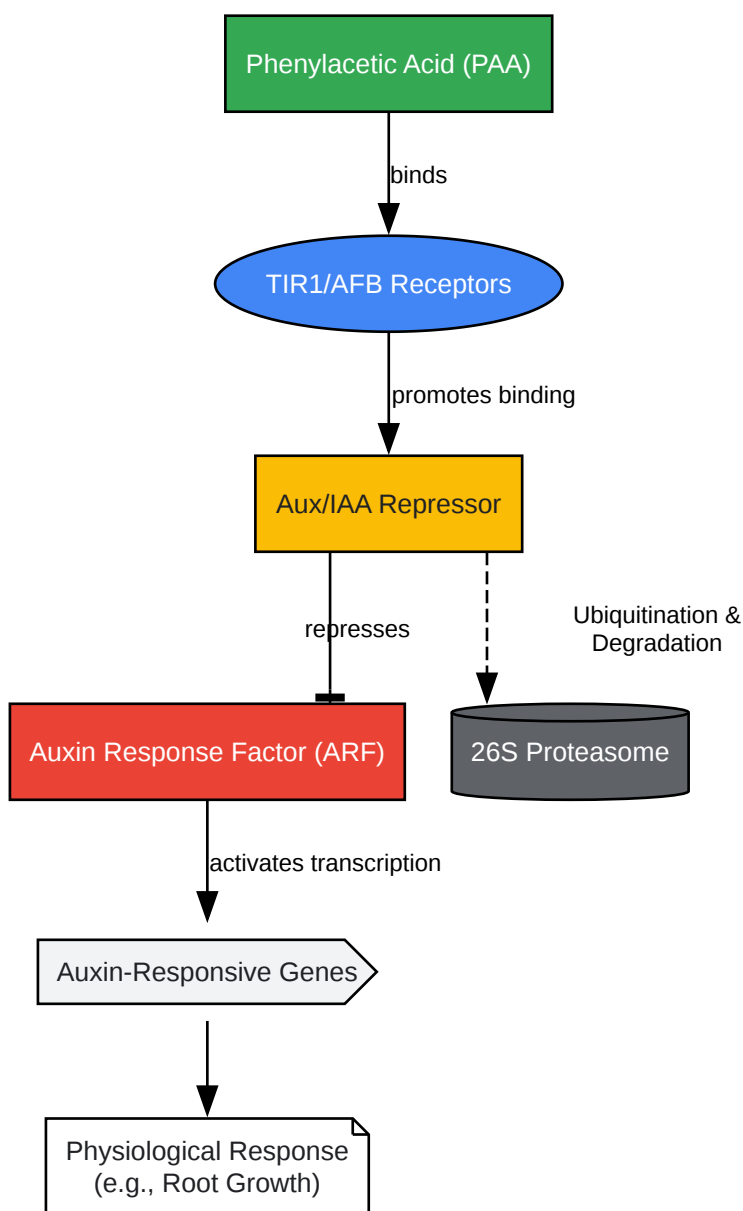 Phenylacetic Acid (PAA)
binds
TIR1/AFB Receptors
promotes binding
Aux/IAA Repressor
represses
Ubiquitination &
Degradation
Auxin Response Factor (ARF)
26S Proteasome
activates transcription
Auxin-Responsive Genes
Physiological Response
(e.g., Root Growth)